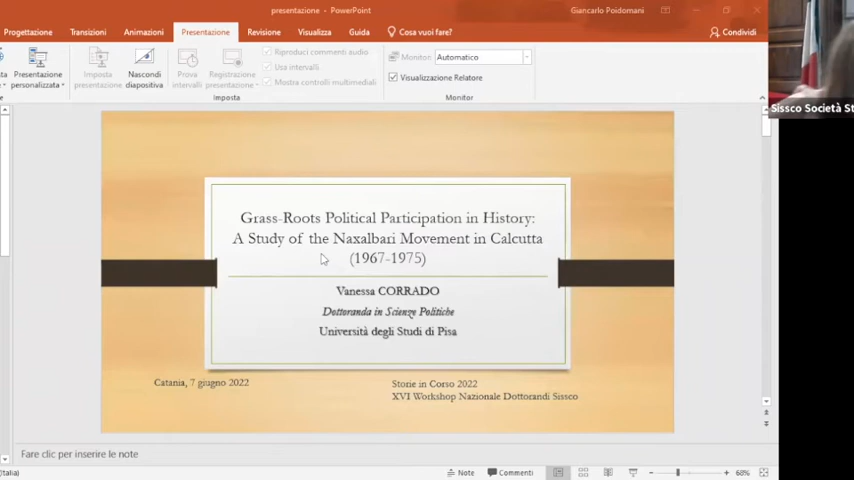 presentazione - PowerPoint
Giancarlo Poidomani
Progettazione Transizioni Animazioni Presentazione Revisione Visualizza Guida Cosa vuoi fare? Condividi
Presentazione personalizzata
Imposta presentazione
Nascondi diapositiva
Prova intervalli
Registrazione presentazione
Riproduci commenti audio
Usa intervalli
Mostra controlli multimediali
Monitor: Automatico
Visualizzazione Relatore
Imposta
Monitor
Sissco Società St
Grass-Roots Political Participation in History:
A Study of the Naxalbari Movement in Calcutta
(1967-1975)
Vanessa CORRADO
Dottoranda in Scienze Politiche
Università degli Studi di Pisa
Catania, 7 giugno 2022
Storie in Corso 2022
XVI Workshop Nazionale Dottorandi Sissco
Fare clic per inserire le note
(Italia)
Note Commenti 68%